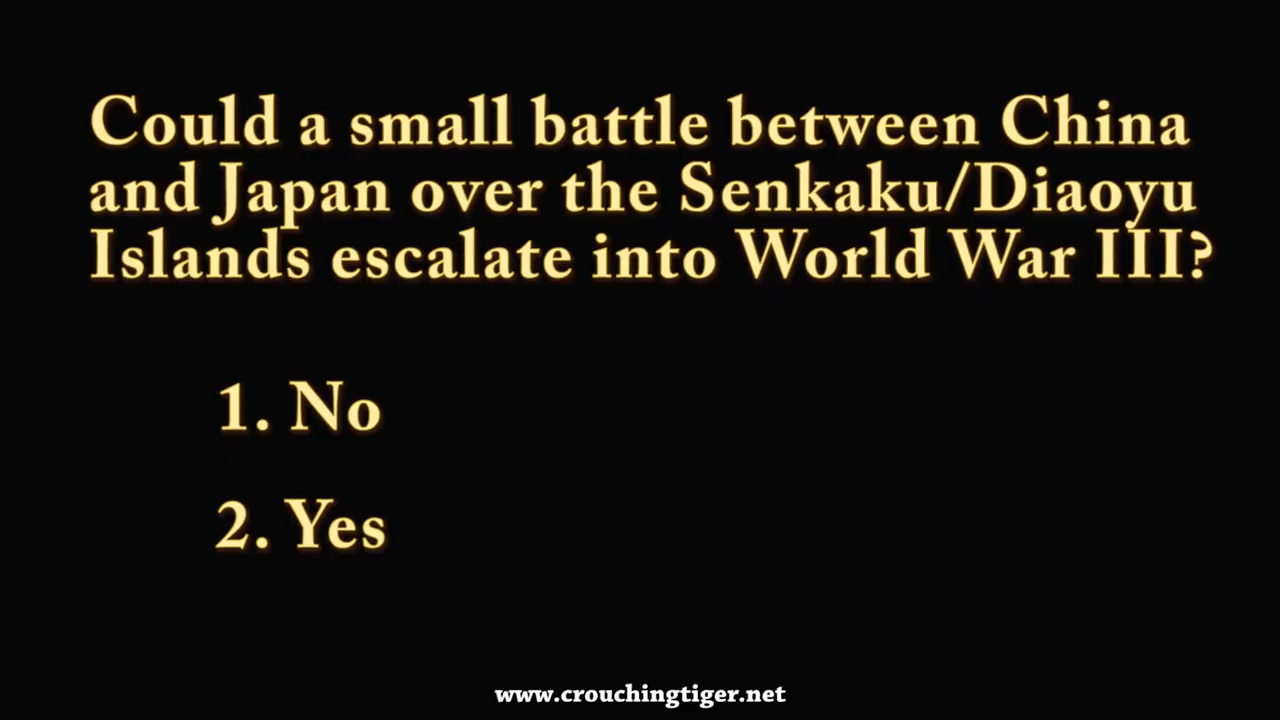 Could a small battle between China
and Japan over the Senkaku/Diaoyu
Islands escalate into World War III?
1. No
2. Yes
www.crouchingtiger.net